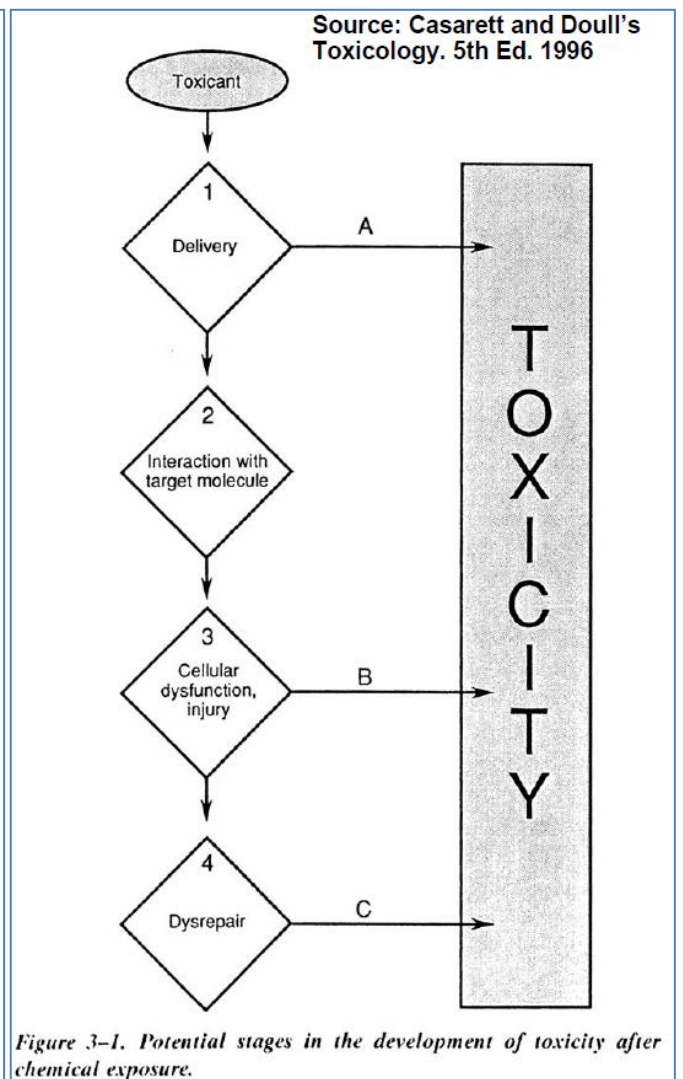 Source: Casarett and Doull's
Toxicology. 5th Ed. 1996
Toxicant
1
Delivery
A
2
Interaction with
target molecule
3
Cellular
dysfunction,
injury
B
4
Dysrepair
C
TOXICITY
Figure 3–1. Potential stages in the development of toxicity after
chemical exposure.